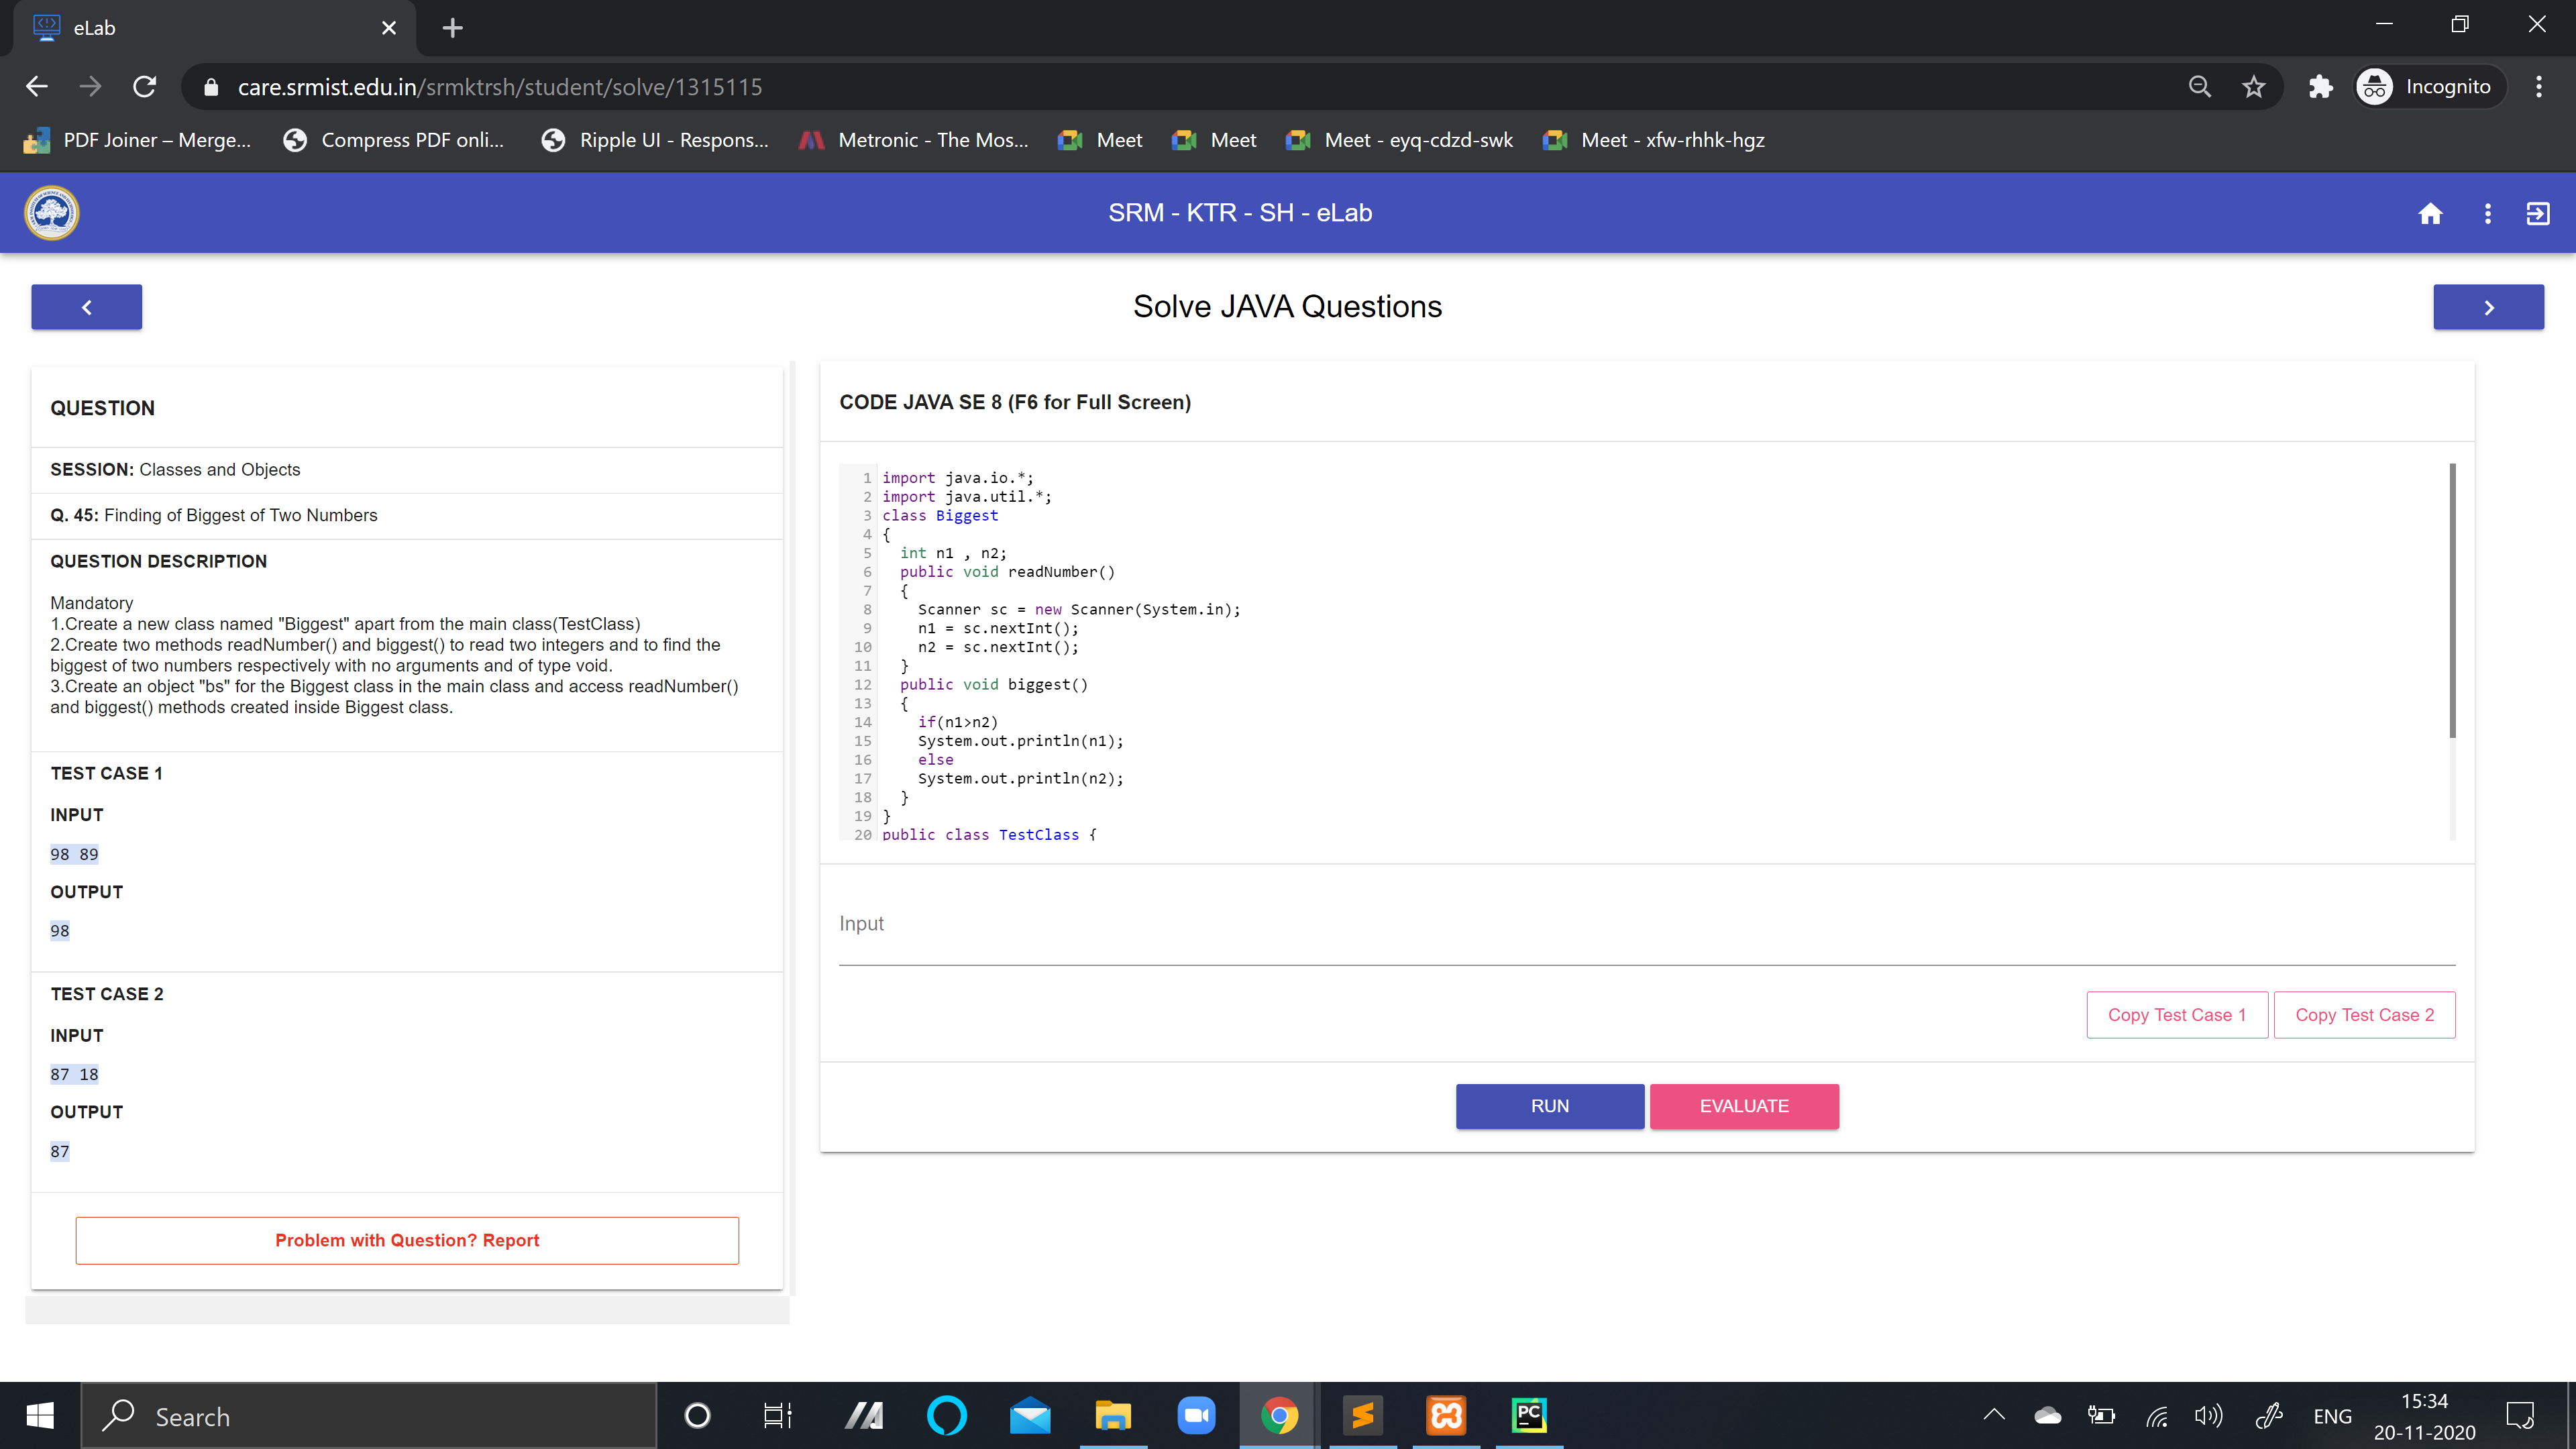 eLab
care.srmist.edu.in/srmktrsh/student/solve/1315115
Incognito
PDF Joiner – Merge...
Compress PDF onli...
Ripple UI - Respons...
Metronic - The Mos...
Meet
Meet
Meet - eyq-cdzd-swk
Meet - xfw-rhhk-hgz
SRM - KTR - SH - eLab
Solve JAVA Questions
QUESTION
SESSION: Classes and Objects
Q. 45: Finding of Biggest of Two Numbers
QUESTION DESCRIPTION
Mandatory
1.Create a new class named "Biggest" apart from the main class(TestClass)
2.Create two methods readNumber() and biggest() to read two integers and to find the
biggest of two numbers respectively with no arguments and of type void.
3.Create an object "bs" for the Biggest class in the main class and access readNumber()
and biggest() methods created inside Biggest class.
TEST CASE 1
INPUT
98 89
OUTPUT
98
TEST CASE 2
INPUT
87 18
OUTPUT
87
Problem with Question? Report
CODE JAVA SE 8 (F6 for Full Screen)
1 import java.io.*;
2 import java.util.*;
3 class Biggest
4 {
5 int n1 , n2;
6 public void readNumber()
7 {
8 Scanner sc = new Scanner(System.in);
9 n1 = sc.nextInt();
10 n2 = sc.nextInt();
11 }
12 public void biggest()
13 {
14 if(n1>n2)
15 System.out.println(n1);
16 else
17 System.out.println(n2);
18 }
19 }
20 public class TestClass {
Input
Copy Test Case 1
Copy Test Case 2
RUN
EVALUATE
Search
PC
ENG
15:34
20-11-2020